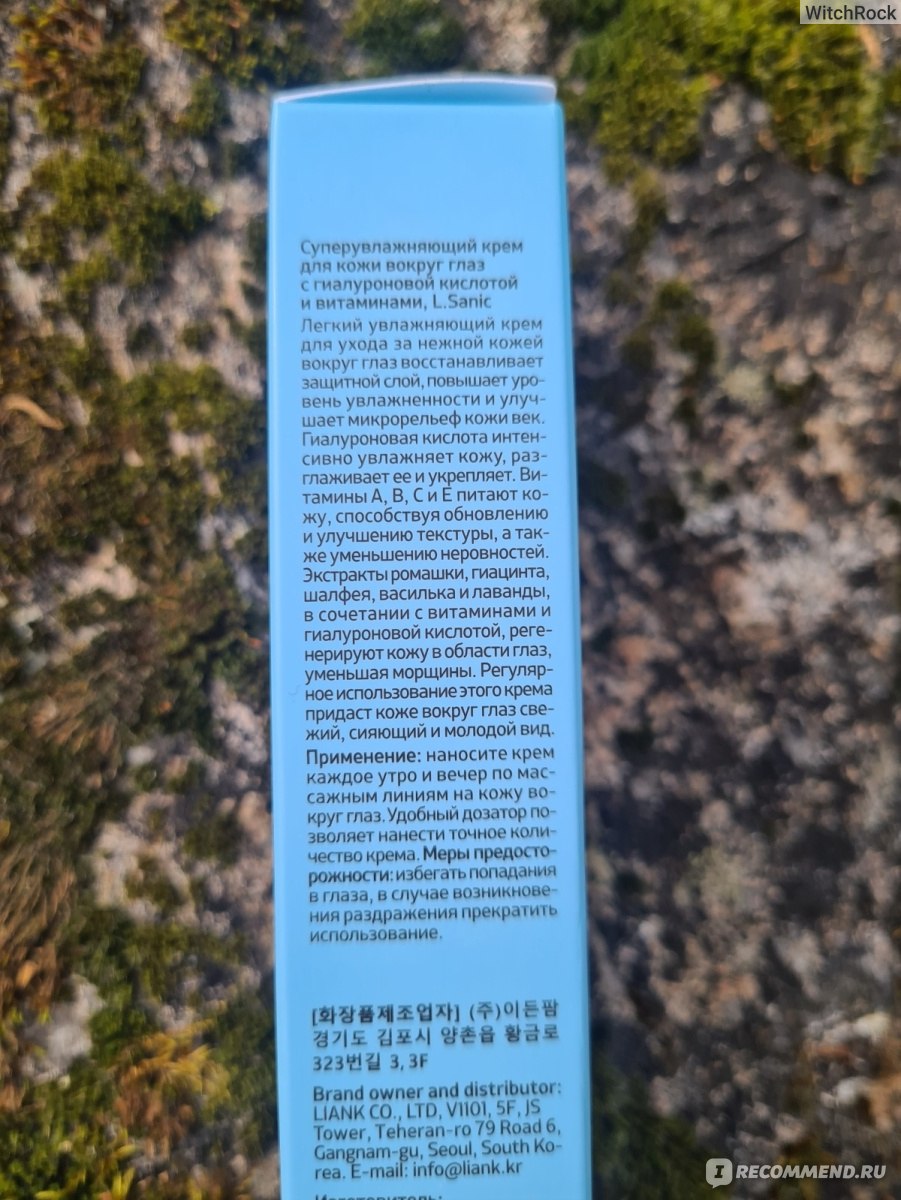 WitchRock
Суперувлажняющий крем
для кожи вокруг глаз
с гиалуроновой кислотой
и витаминами, L.Sanic
Легкий увлажняющий крем
для ухода за нежной кожей
вокруг глаз восстанавливает
защитной слой, повышает уро-
вень увлажненности и улуч-
шает микрорельеф кожи век.
Гиалуроновая кислота интен-
сивно увлажняет кожу, раз-
глаживает ее и укрепляет. Ви-
тамины А, В, С и Е питают ко-
жу, способствуя обновлению
и улучшению текстуры, а так-
же уменьшению неровностей.
Экстракты ромашки, гиацинта,
шалфея, василька и лаванды,
в сочетании с витаминами и
гиалуроновой кислотой, реге-
нерируют кожу в области глаз,
уменьшая морщины. Регуляр-
ное использование этого крема
придаст коже вокруг глаз све-
жий, сияющий и молодой вид.
Применение: наносите крем
каждое утро и вечер по мас-
сажным линиям на кожу во-
круг глаз. Удобный дозатор по-
зволяет нанести точное коли-
чество крема. Меры предосто-
рожности: избегать попадания
в глаза, в случае возникнове-
ния раздражения прекратить
использование.
[화장품제조업자] (주)이든팜
경기도 김포시 양촌읍 황금로
323번길 3, 3F
Brand owner and distributor:
LIANK CO., LTD, V1101, 5F, JS
Tower, Teheran-ro 79 Road 6,
Gangnam-gu, Seoul, South Ko-
rea. E-mail: info@liank.kr
Изготовитель:
I RECOMMEND.RU